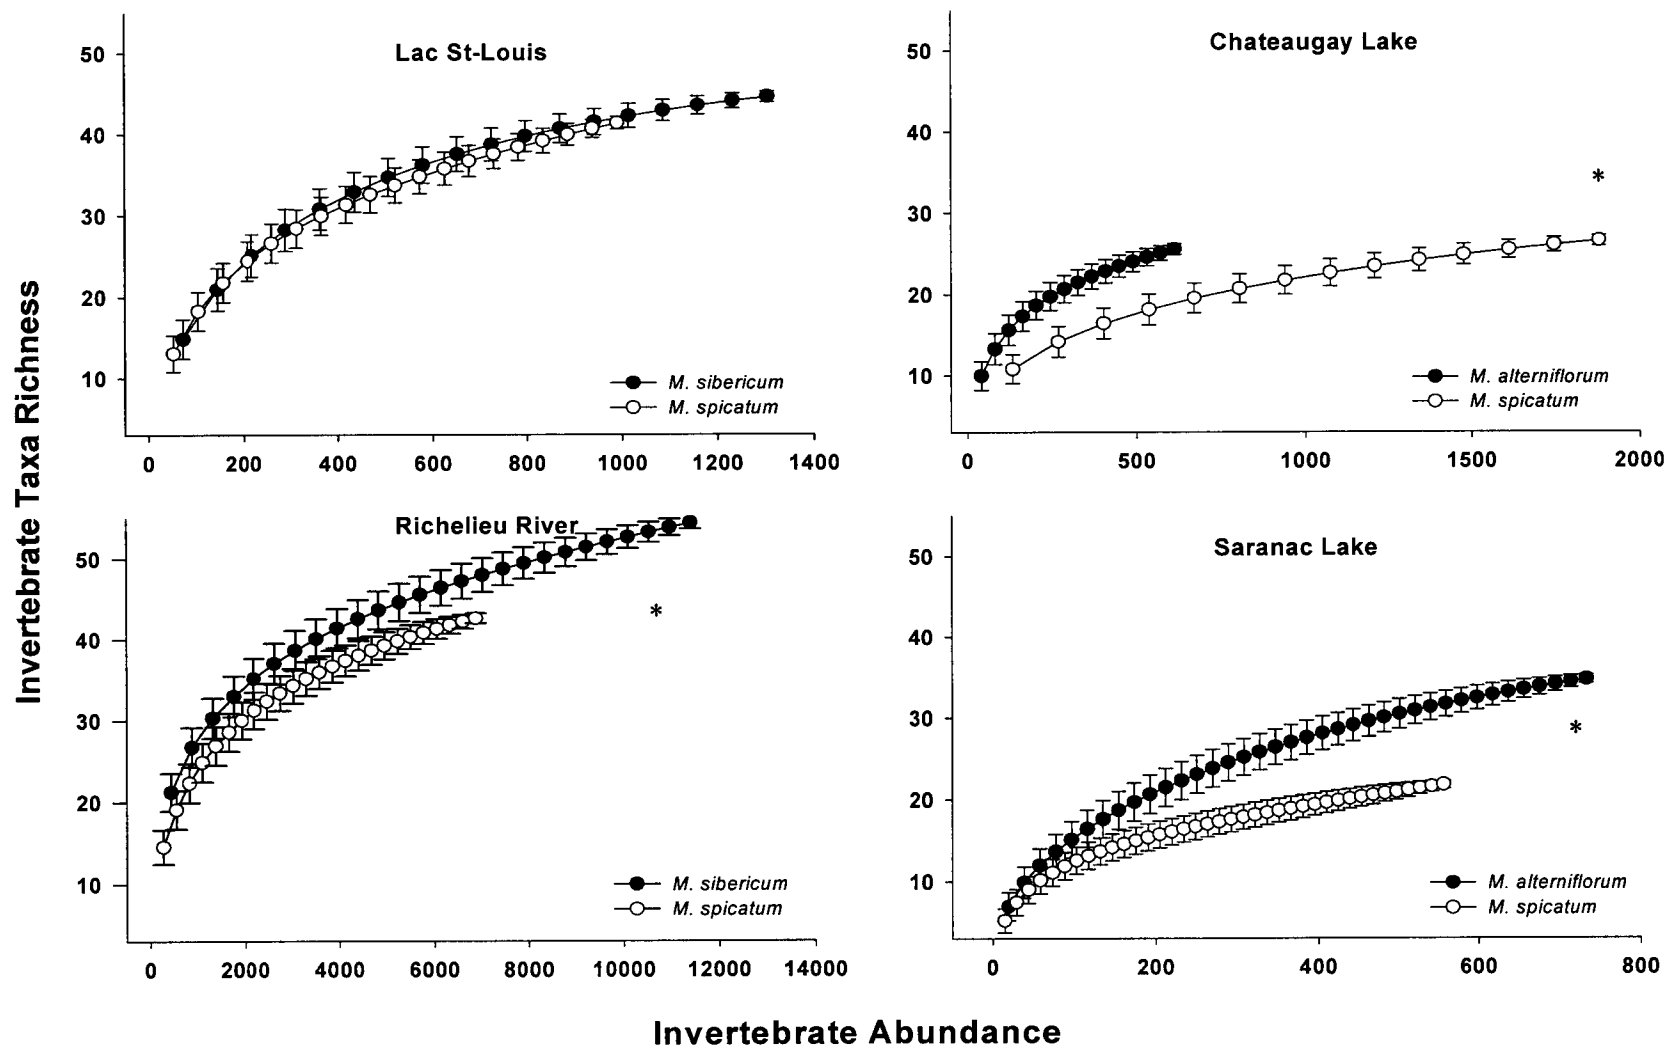 Invertebrate Taxa Richness
Lac St-Louis
50
40
30
20
10
M. sibericum
M. spicatum
0 200 400 600 800 1000 1200 1400
Chateaugay Lake
50
40
30
20
10
*
M. alterniflorum
M. spicatum
0 500 1000 1500 2000
Richelieu River
50
40
30
20
10
*
M. sibericum
M. spicatum
0 2000 4000 6000 8000 10000 12000 14000
Saranac Lake
50
40
30
20
10
*
M. alterniflorum
M. spicatum
0 200 400 600 800
Invertebrate Abundance